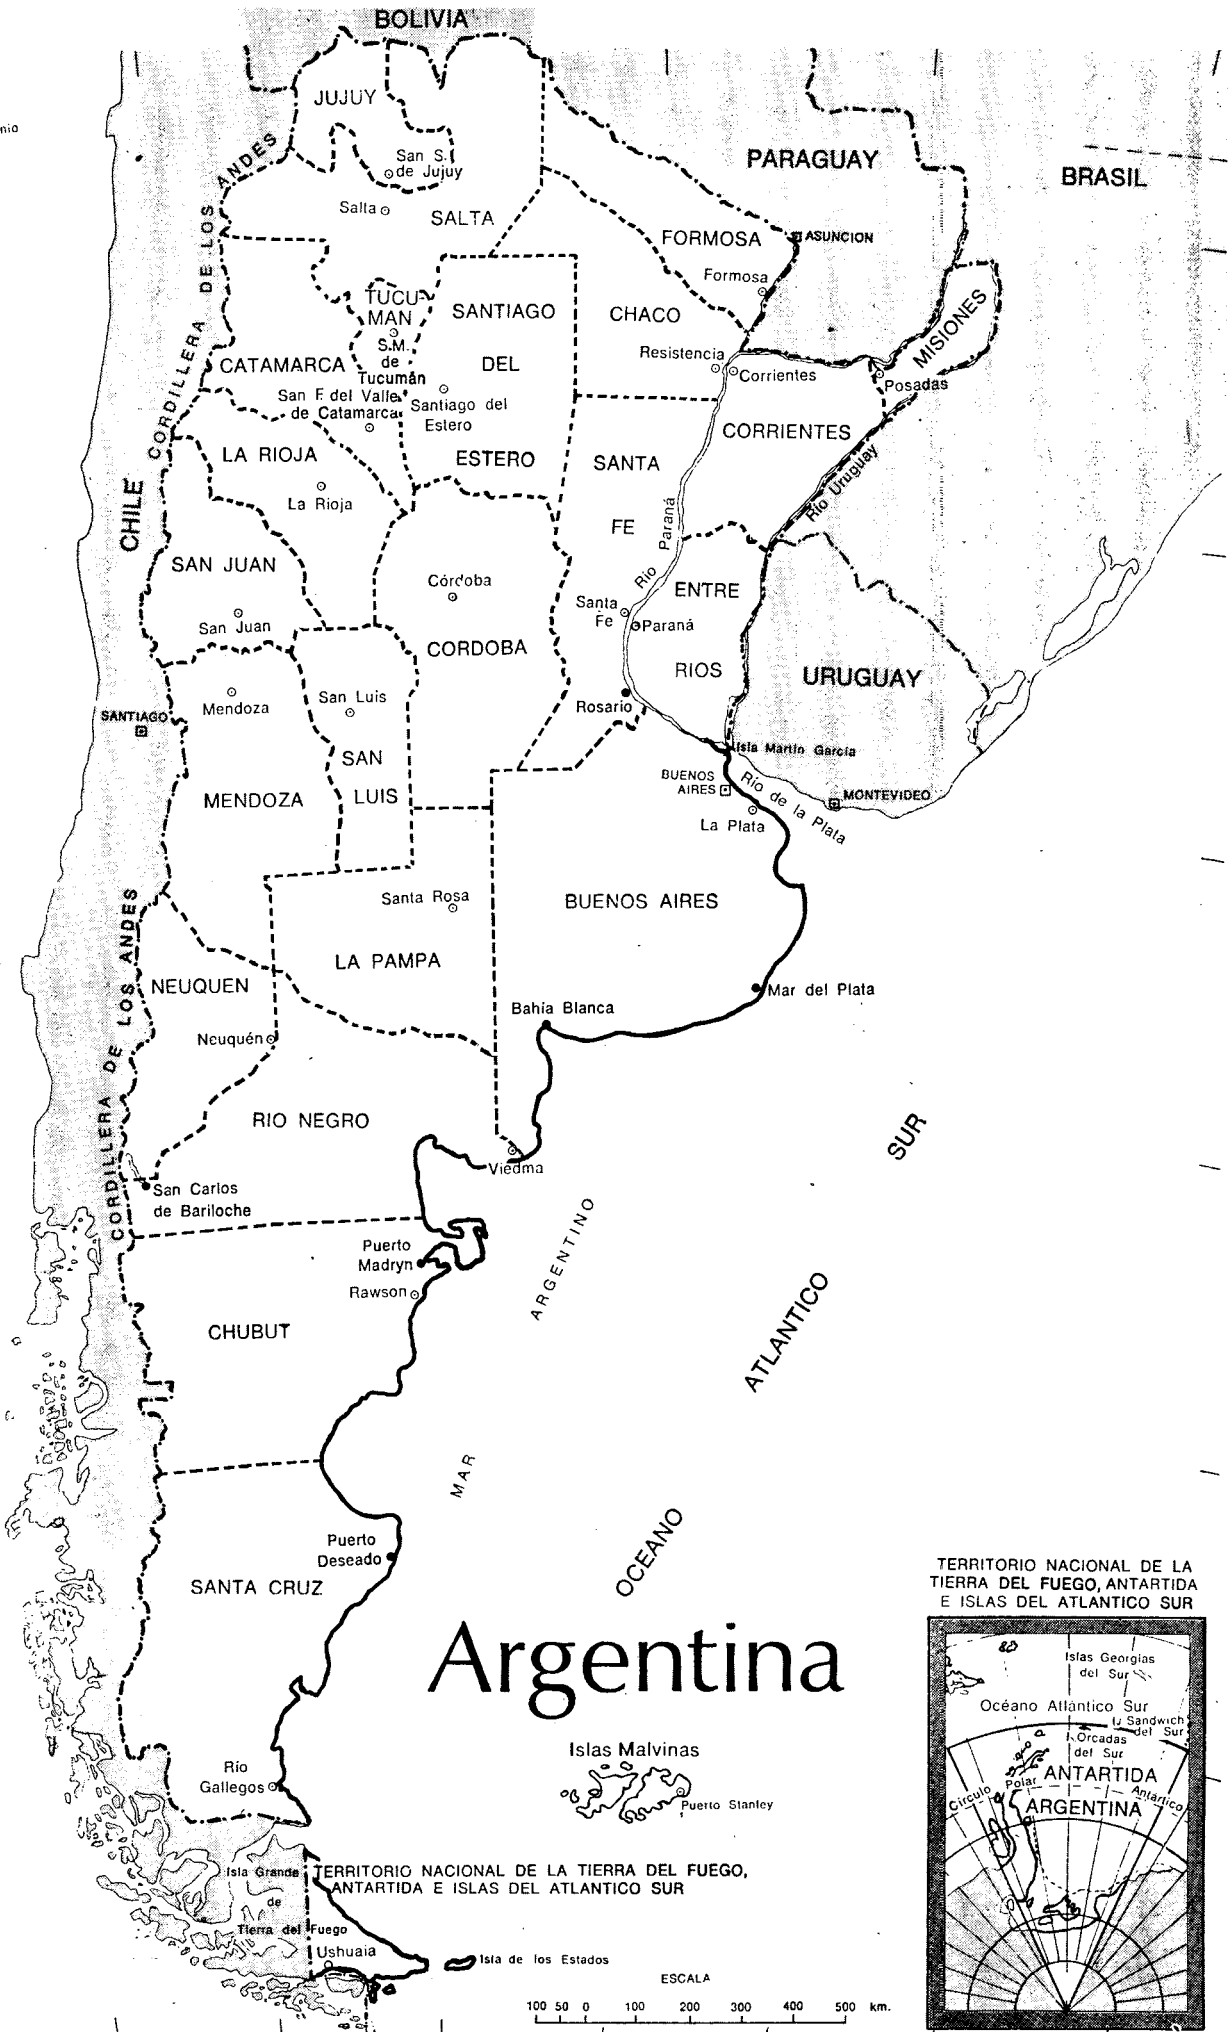 BOLIVIA
JUJUY
San S.
de Jujuy
Salta
SALTA
PARAGUAY
BRASIL
FORMOSA
ASUNCION
Formosa
CORDILLERA DE LOS ANDES
TUCU-
MAN
S.M.
de
Tucumán
SANTIAGO
DEL
ESTERO
CHACO
MISIONES
Resistencia
Corrientes
Posadas
CATAMARCA
San F. del Valle
de Catamarca
Santiago del
Estero
CORRIENTES
LA RIOJA
La Rioja
SANTA
FE
Río Uruguay
CHILE
Río Paraná
SAN JUAN
San Juan
Córdoba
CORDOBA
ENTRE
RIOS
Santa
Fe
Paraná
URUGUAY
Mendoza
San Luis
Rosario
SANTIAGO
SAN
LUIS
MENDOZA
Isla Martín García
BUENOS
AIRES
Río de la Plata
MONTEVIDEO
La Plata
Santa Rosa
BUENOS AIRES
LA PAMPA
CORDILLERA DE LOS ANDES
NEUQUEN
Mar del Plata
Bahía Blanca
Neuquén
RIO NEGRO
Viedma
San Carlos
de Bariloche
Puerto
Madryn
Rawson
CHUBUT
MAR ARGENTINO
OCEANO ATLANTICO SUR
Puerto
Deseado
SANTA CRUZ
Argentina
Islas Malvinas
Puerto Stanley
Río
Gallegos
Isla Grande
de
Tierra del Fuego
TERRITORIO NACIONAL DE LA TIERRA DEL FUEGO,
ANTARTIDA E ISLAS DEL ATLANTICO SUR
Ushuaia
Isla de los Estados
ESCALA
100 50 0 100 200 300 400 500 km.
TERRITORIO NACIONAL DE LA
TIERRA DEL FUEGO, ANTARTIDA
E ISLAS DEL ATLANTICO SUR
Islas Georgias
del Sur
Océano Atlántico Sur
Sandwich
del Sur
Orcadas
del Sur
ANTARTIDA
ARGENTINA
Círculo Polar Antártico